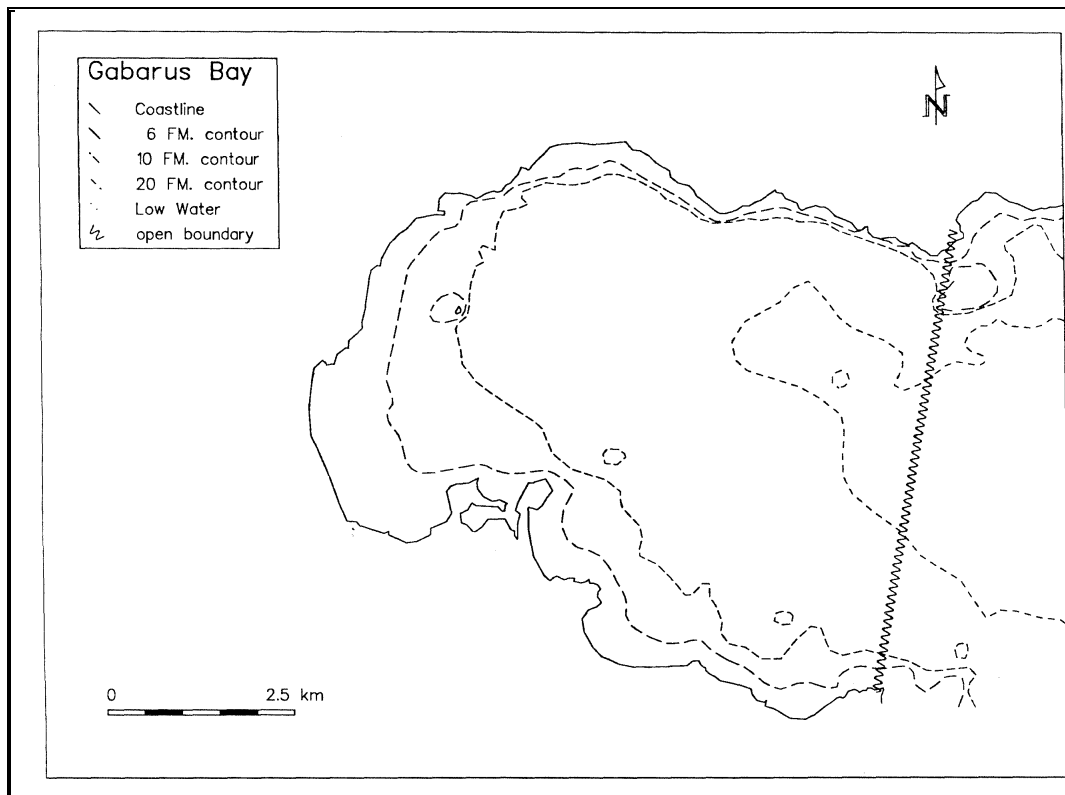 Gabarus Bay
Coastline
6 FM. contour
10 FM. contour
20 FM. contour
Low Water
open boundary
N
0 2.5 km